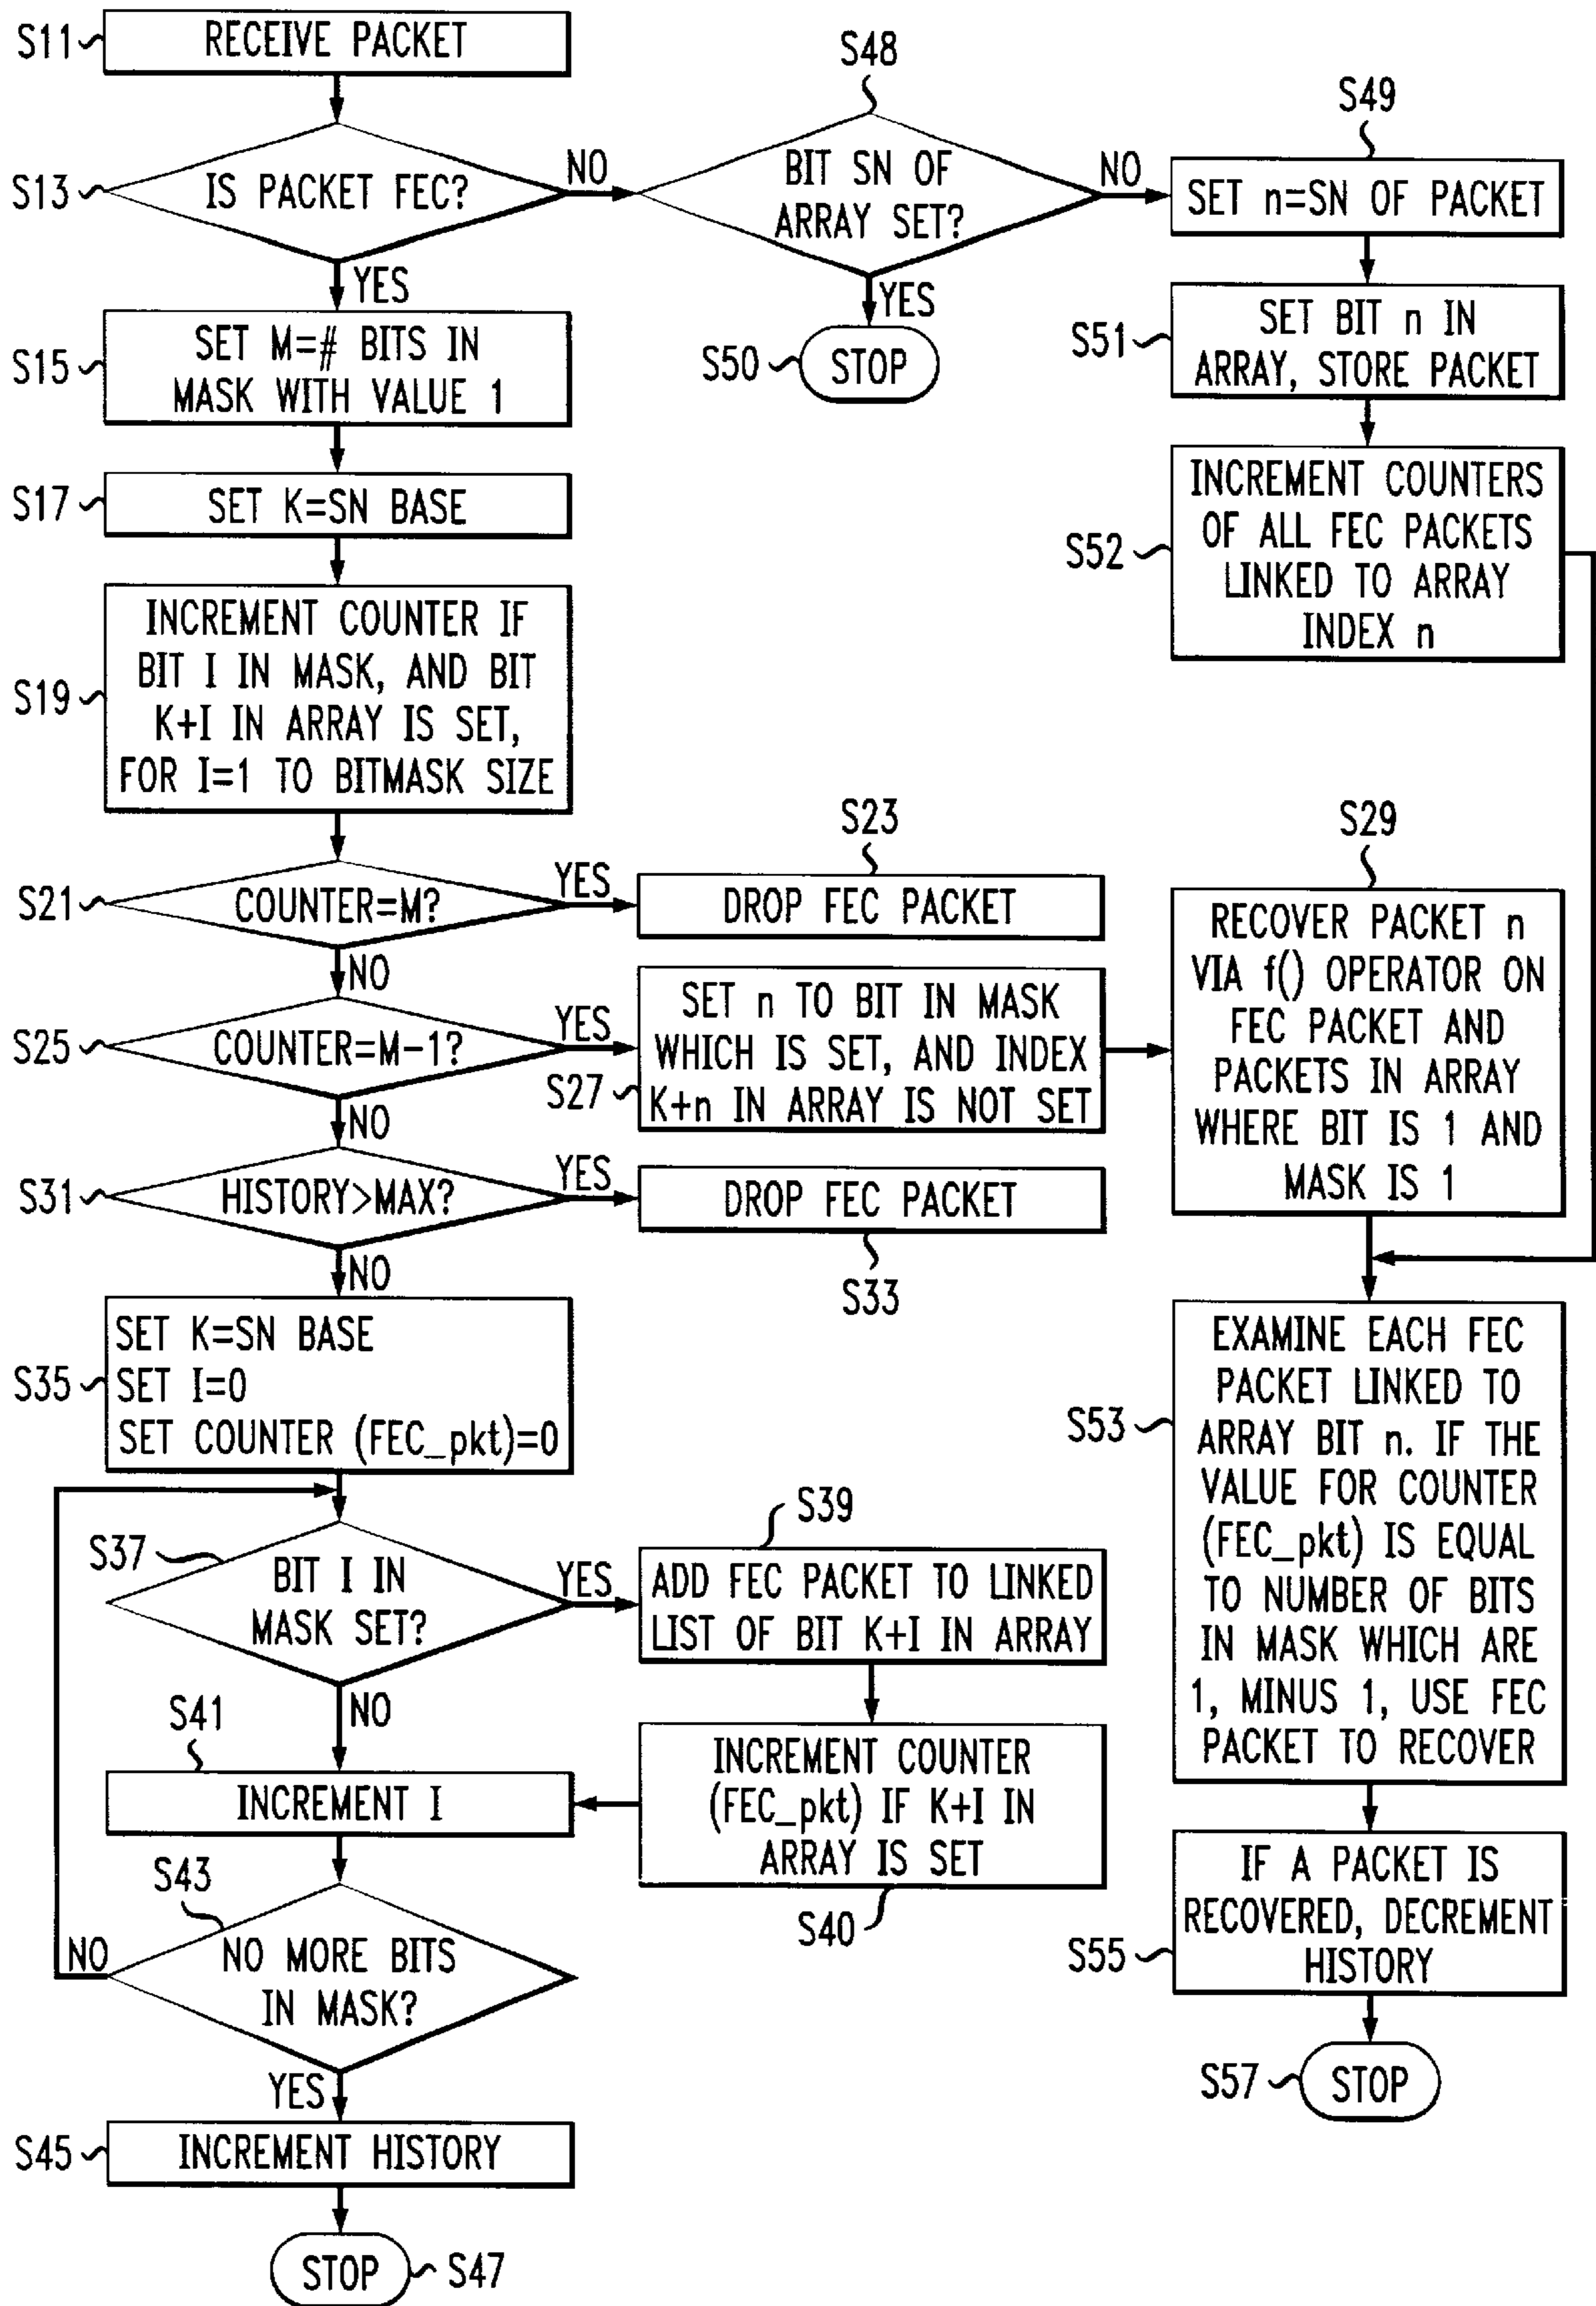 S11
RECEIVE PACKET
S13
IS PACKET FEC?
NO
YES
S48
BIT SN OF
ARRAY SET?
NO
YES
S50
STOP
S49
SET n=SN OF PACKET
S51
SET BIT n IN
ARRAY, STORE PACKET
S52
INCREMENT COUNTERS
OF ALL FEC PACKETS
LINKED TO ARRAY
INDEX n
S15
SET M=# BITS IN
MASK WITH VALUE 1
S17
SET K=SN BASE
S19
INCREMENT COUNTER IF
BIT I IN MASK, AND BIT
K+I IN ARRAY IS SET,
FOR I=1 TO BITMASK SIZE
S21
COUNTER=M?
YES
NO
S23
DROP FEC PACKET
S25
COUNTER=M-1?
YES
NO
S27
SET n TO BIT IN MASK
WHICH IS SET, AND INDEX
K+n IN ARRAY IS NOT SET
S29
RECOVER PACKET n
VIA f() OPERATOR ON
FEC PACKET AND
PACKETS IN ARRAY
WHERE BIT IS 1 AND
MASK IS 1
S31
HISTORY>MAX?
YES
NO
DROP FEC PACKET
S33
S35
SET K=SN BASE
SET I=0
SET COUNTER (FEC_pkt)=0
S37
BIT I IN
MASK SET?
YES
NO
S39
ADD FEC PACKET TO LINKED
LIST OF BIT K+I IN ARRAY
INCREMENT COUNTER
(FEC_pkt) IF K+I IN
ARRAY IS SET
S40
S41
INCREMENT I
S43
NO MORE BITS
IN MASK?
NO
YES
S45
INCREMENT HISTORY
STOP
S47
S53
EXAMINE EACH FEC
PACKET LINKED TO
ARRAY BIT n. IF THE
VALUE FOR COUNTER
(FEC_pkt) IS EQUAL
TO NUMBER OF BITS
IN MASK WHICH ARE
1, MINUS 1, USE FEC
PACKET TO RECOVER
S55
IF A PACKET IS
RECOVERED, DECREMENT
HISTORY
S57
STOP